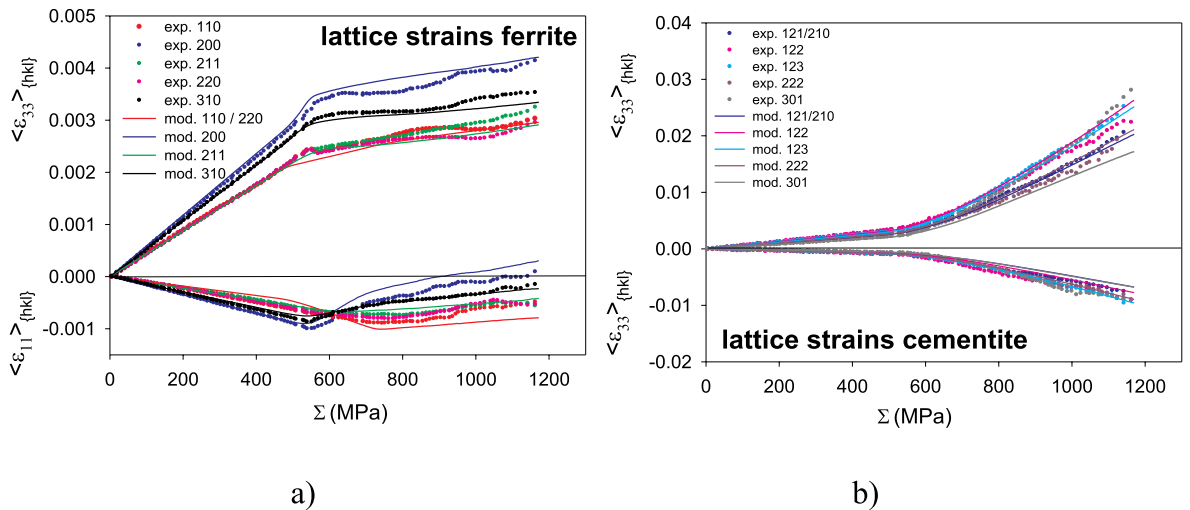 0.005
0.004
0.003
0.002
0.001
0.000
-0.001
<ε33>{hkl}
<ε11>{hkl}
exp. 110
exp. 200
exp. 211
exp. 220
exp. 310
mod. 110 / 220
mod. 200
mod. 211
mod. 310
lattice strains ferrite
0 200 400 600 800 1000 1200
Σ (MPa)
a)
0.04
0.03
0.02
0.01
0.00
-0.01
-0.02
<ε33>{hkl}
<ε33>{hkl}
exp. 121/210
exp. 122
exp. 123
exp. 222
exp. 301
mod. 121/210
mod. 122
mod. 123
mod. 222
mod. 301
lattice strains cementite
0 200 400 600 800 1000 1200
Σ (MPa)
b)